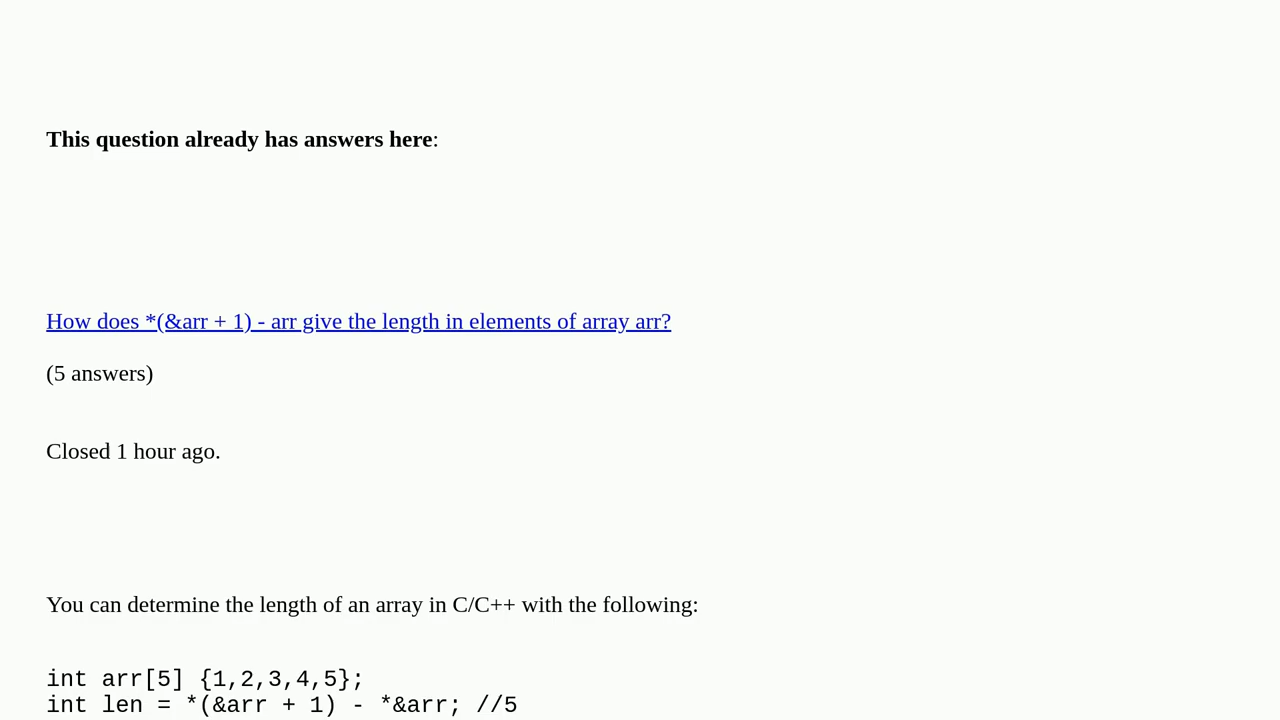 This question already has answers here:
How does *(&arr + 1) - arr give the length in elements of array arr?
(5 answers)
Closed 1 hour ago.
You can determine the length of an array in C/C++ with the following:
int arr[5] {1,2,3,4,5};
int len = *(&arr + 1) - *&arr; //5